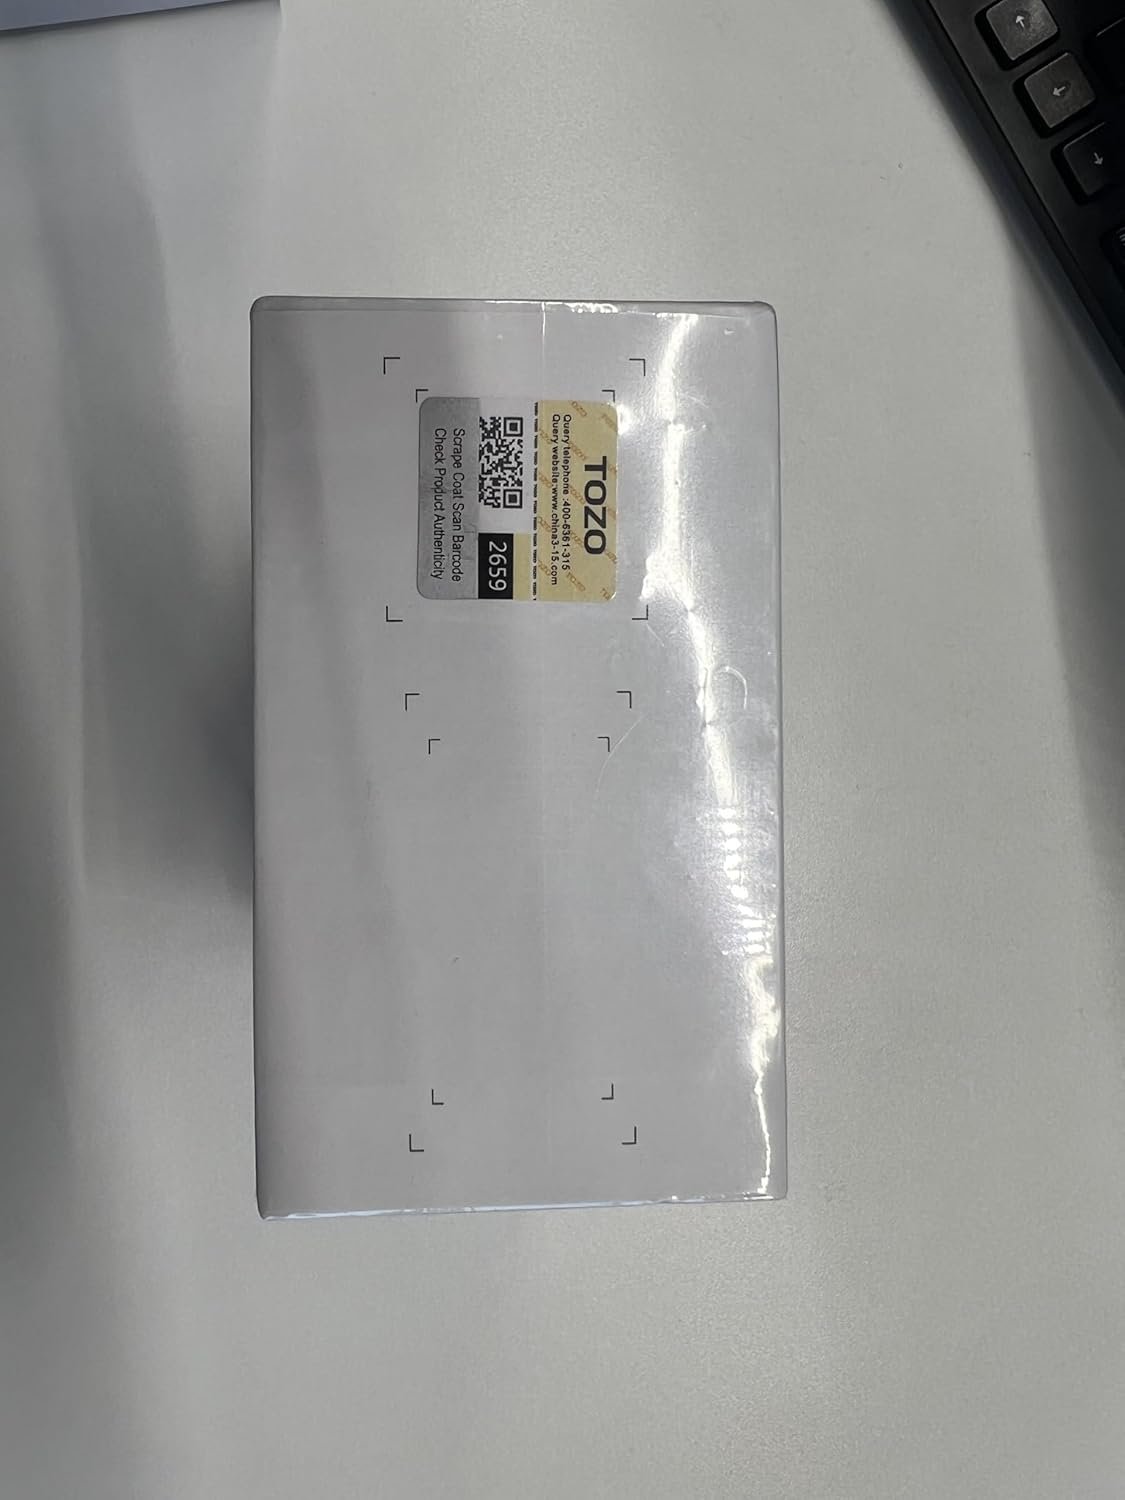 TOZO
Query telephone :400-6361-315
Query website:www.china3-15.com
2659
Scrape Coat Scan Barcode
Check Product Authenticity